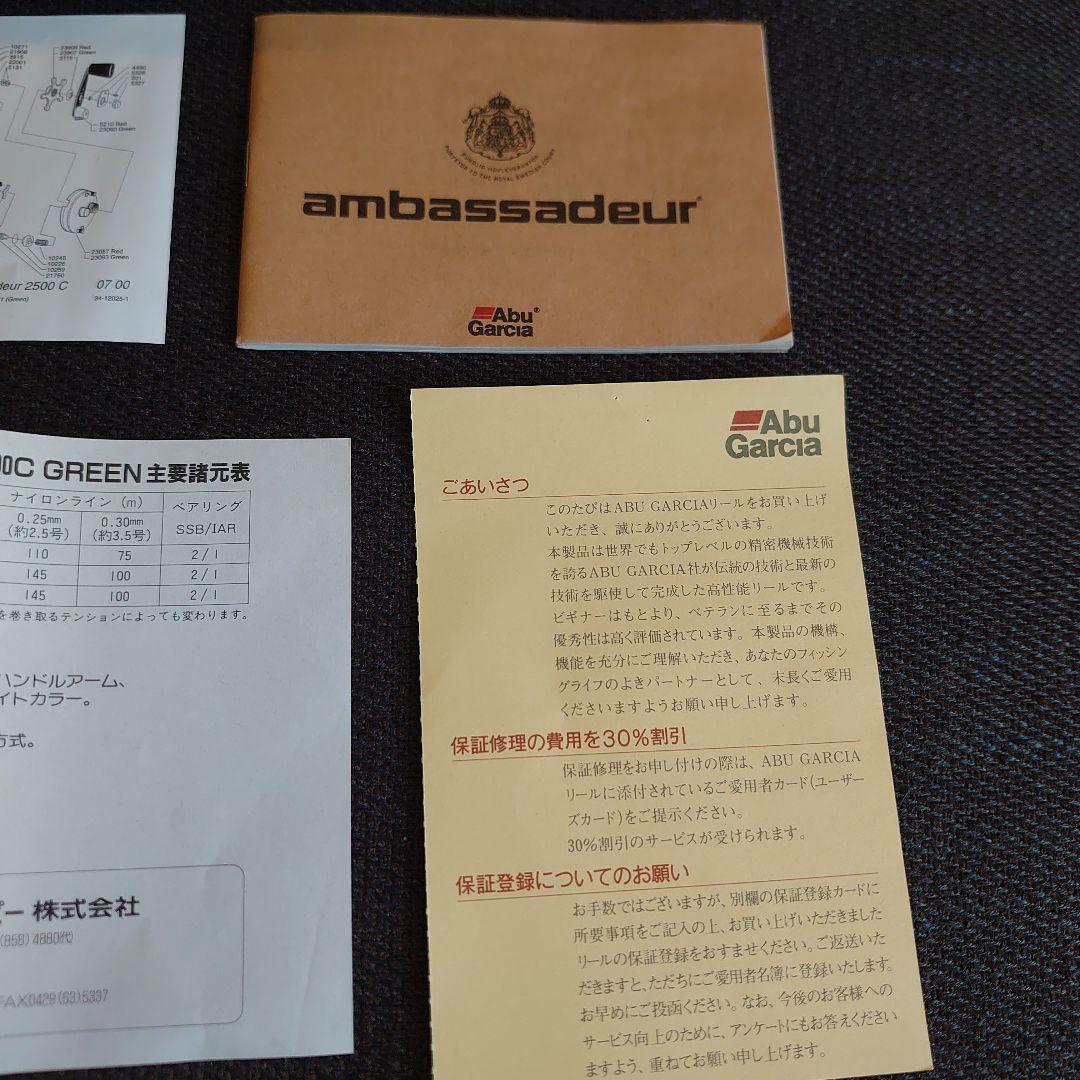 10271
21908
3915
22001
5131
23908 Red
23907 Green
5115
4490
5328
901
5327
5210 Red
23090 Green
23087 Red
23093 Green
10245
10226
10259
21760
deur 2500 C 07 00
1 (Green) 34-12025-1
PURVEYOR TO THE ROYAL SWEDISH COURT
ambassadeur
Abu®
Garcia
00C GREEN 主要諸元表
ナイロンライン (m) ベアリング
0.25mm 0.30mm SSB/IAR
(約2.5号) (約3.5号)
110 75 2/1
145 100 2/1
145 100 2/1
を巻き取るテンションによっても変わります。
ハンドルアーム、
イトカラー。
方式。
ピー 株式会社
(858) 4880代
FAX0429(63)5337
Abu
Garcia
ごあいさつ
このたびはABU GARCIAリールをお買い上げ
いただき、誠にありがとうございます。
本製品は世界でもトップレベルの精密機械技術
を誇るABU GARCIA社が伝統の技術と最新の
技術を駆使して完成した高性能リールです。
ビギナーはもとより、ベテランに至るまでその
優秀性は高く評価されています。本製品の機構、
機能を充分にご理解いただき、あなたのフィッシン
グライフのよきパートナーとして、末長くご愛用
くださいますようお願い申し上げます。
保証修理の費用を30%割引
保証修理をお申し付けの際は、ABU GARCIA
リールに添付されているご愛用者カード(ユーザー
ズカード)をご提示ください。
30%割引のサービスが受けられます。
保証登録についてのお願い
お手数ではございますが、別欄の保証登録カードに
所要事項をご記入の上、お買い上げいただきました
リールの保証登録をおすませください。ご返送いた
だきますと、ただちにご愛用者名簿に登録いたします。
お早めにご投函ください。なお、今後のお客様への
サービス向上のために、アンケートにもお答えください
ますよう、重ねてお願い申し上げます。